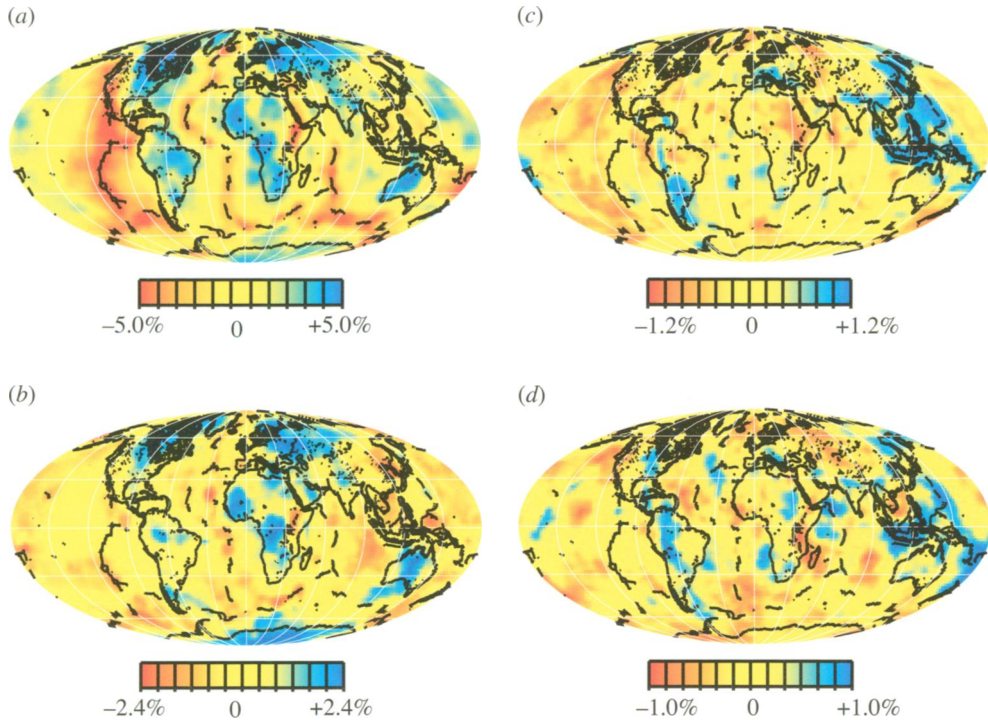 (a)
−5.0% 0 +5.0%
(c)
−1.2% 0 +1.2%
(b)
−2.4% 0 +2.4%
(d)
−1.0% 0 +1.0%